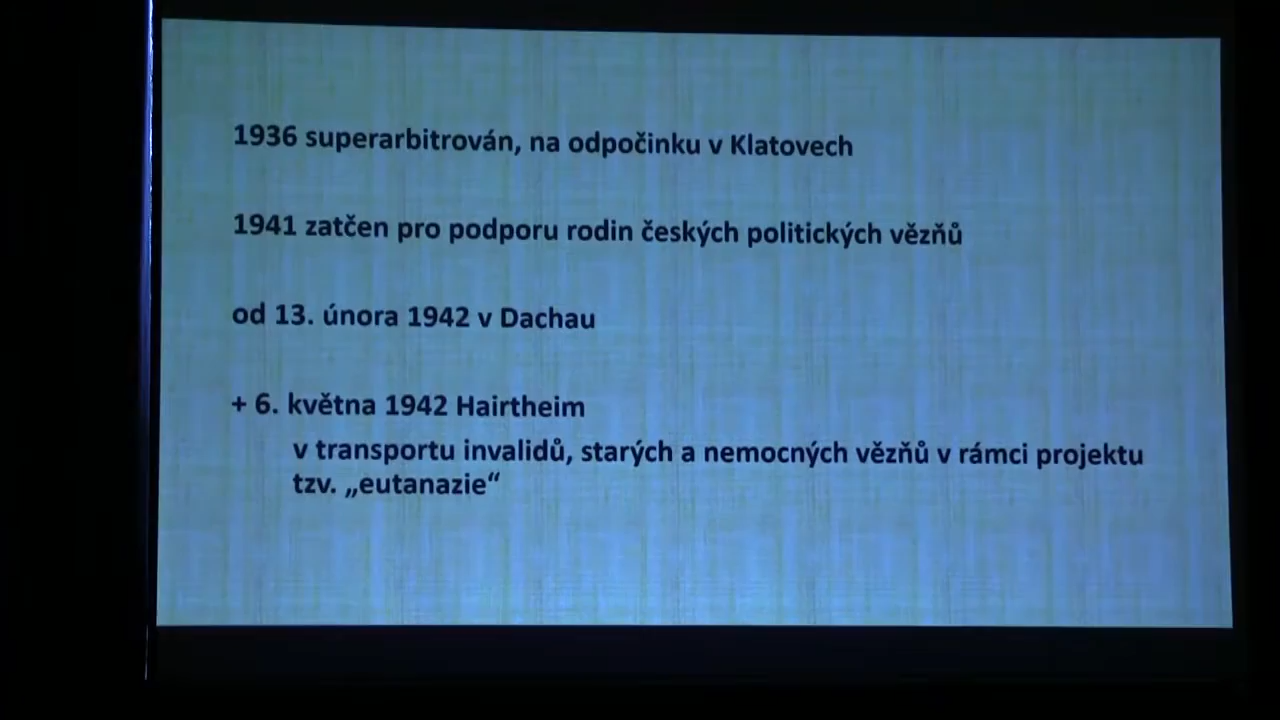 1936 superarbitrován, na odpočinku v Klatovech
1941 zatčen pro podporu rodin českých politických vězňů
od 13. února 1942 v Dachau
+ 6. května 1942 Hairtheim
v transportu invalidů, starých a nemocných vězňů v rámci projektu
tzv. „eutanazie“